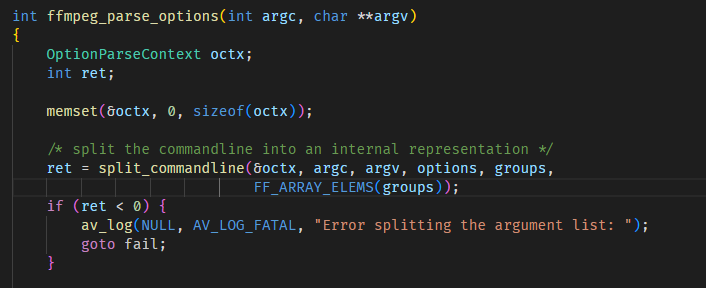 int ffmpeg_parse_options(int argc, char **argv)
{
    OptionParseContext octx;
    int ret;

    memset(&octx, 0, sizeof(octx));

    /* split the commandline into an internal representation */
    ret = split_commandline(&octx, argc, argv, options, groups,
                            FF_ARRAY_ELEMS(groups));
    if (ret < 0) {
        av_log(NULL, AV_LOG_FATAL, "Error splitting the argument list: ");
        goto fail;
    }